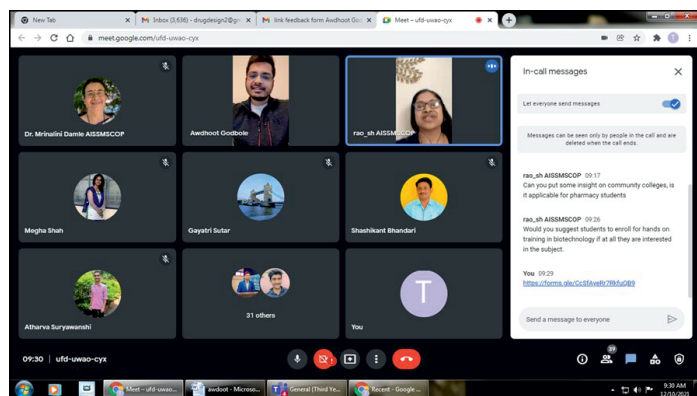 New Tab
Inbox (3,636) - drugdesign2@gm
link feedback form Awdhoot God
Meet – ufd-uwao-cyx
meet.google.com/ufd-uwao-cyx
Dr. Mrinalini Damle AISSMSCOP
Awdhoot Godbole
rao_sh AISSMSCOP
Megha Shah
Gayatri Sutar
Shashikant Bhandari
Atharva Suryawanshi
31 others
T
You
In-call messages
Let everyone send messages
Messages can be seen only by people in the call and are
deleted when the call ends.
rao_sh AISSMSCOP 09:17
Can you put some insight on community colleges, is
it applicable for pharmacy students
rao_sh AISSMSCOP 09:26
Would you suggest students to enroll for hands on
training in biotechnology if at all they are interested
in the subject.
You 09:29
https://forms.gle/CcSfAveRr7RkfuQB9
Send a message to everyone
09:30 | ufd-uwao-cyx
39
Meet – ufd-uwao...
awdoot - Microso...
General (Third Ye...
Recent - Google ...
9:30 AM
12/10/2021